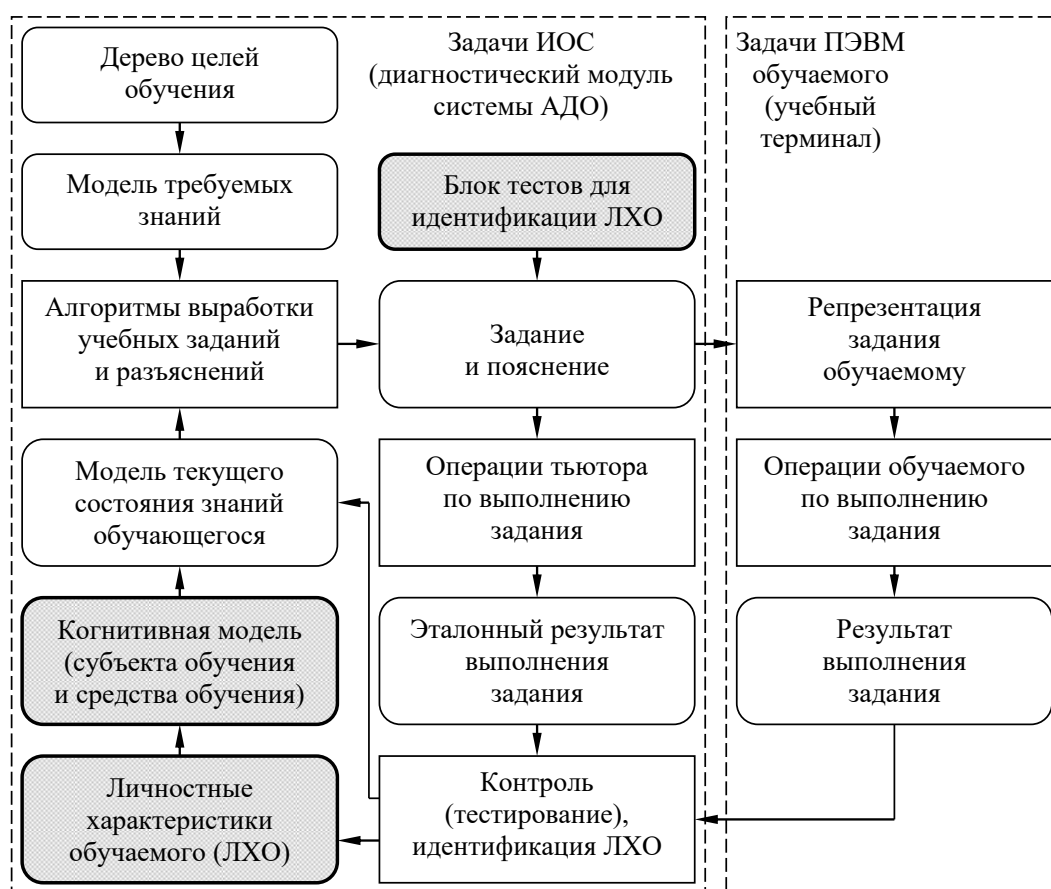 Дерево целей
обучения
Задачи ИОС
(диагностический модуль
системы АДО)
Задачи ПЭВМ
обучаемого
(учебный
терминал)
Модель требуемых
знаний
Блок тестов для
идентификации ЛХО
Алгоритмы выработки
учебных заданий
и разъяснений
Задание
и пояснение
Репрезентация
задания
обучаемому
Модель текущего
состояния знаний
обучающегося
Операции тьютора
по выполнению
задания
Операции обучаемого
по выполнению
задания
Когнитивная модель
(субъекта обучения
и средства обучения)
Эталонный результат
выполнения
задания
Результат
выполнения
задания
Личностные
характеристики
обучаемого (ЛХО)
Контроль
(тестирование),
идентификация ЛХО